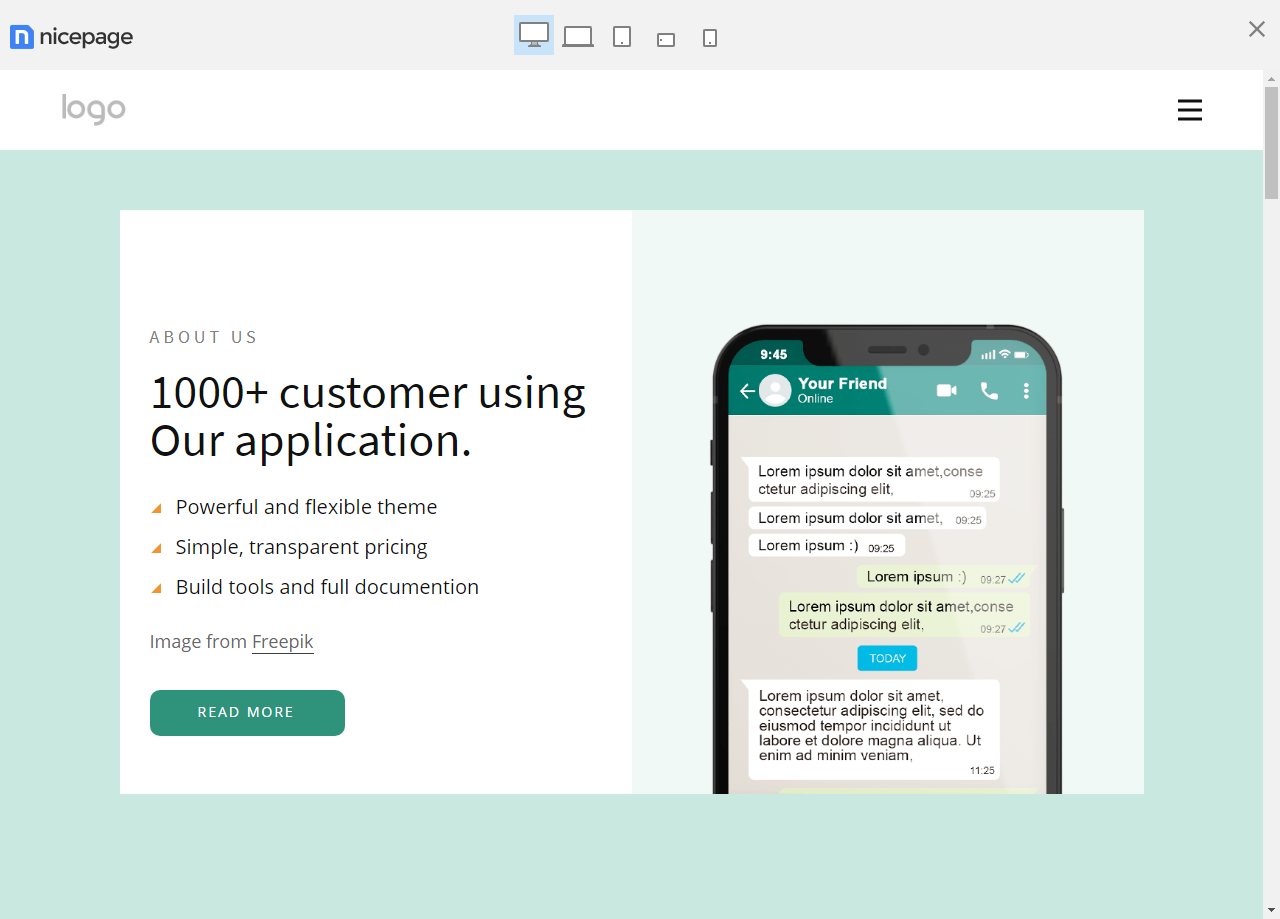 nicepage
logo
ABOUT US
1000+ customer using
Our application.
Powerful and flexible theme
Simple, transparent pricing
Build tools and full documention
Image from Freepik
READ MORE
9:45
Your Friend
Online
Lorem ipsum dolor sit amet,conse
ctetur adipiscing elit,
09:25
Lorem ipsum dolor sit amet, 09:25
Lorem ipsum :) 09:25
Lorem ipsum :) 09:27
Lorem ipsum dolor sit amet,conse
ctetur adipiscing elit,
09:27
TODAY
Lorem ipsum dolor sit amet,
consectetur adipiscing elit, sed do
eiusmod tempor incididunt ut
labore et dolore magna aliqua. Ut
enim ad minim veniam,
11:25